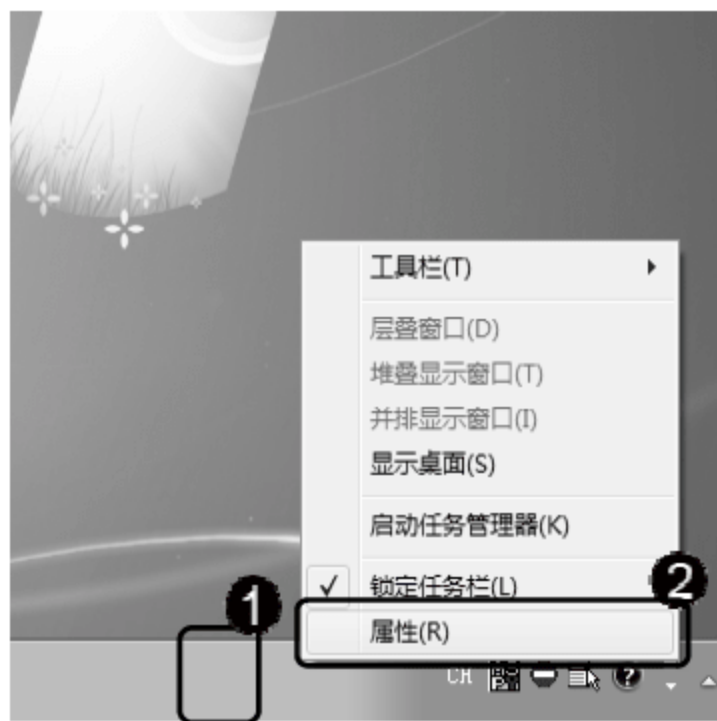 工具栏(T)
层叠窗口(D)
堆叠显示窗口(T)
并排显示窗口(I)
显示桌面(S)
启动任务管理器(K)
✓ 锁定任务栏(L)
2
1
属性(R)
CH
?